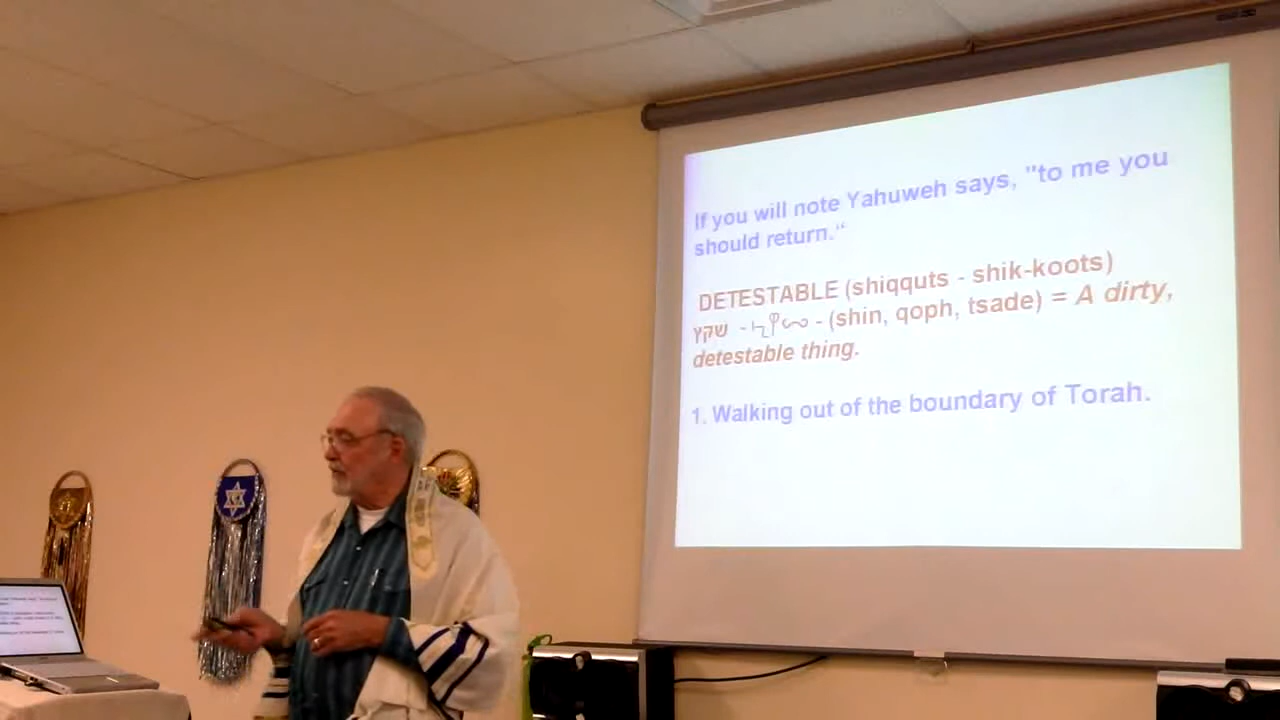 If you will note Yahuweh says, "to me you
should return.“
DETESTABLE (shiqquts - shik-koots)
שקץ - - (shin, qoph, tsade) = A dirty,
detestable thing.
1. Walking out of the boundary of Torah.